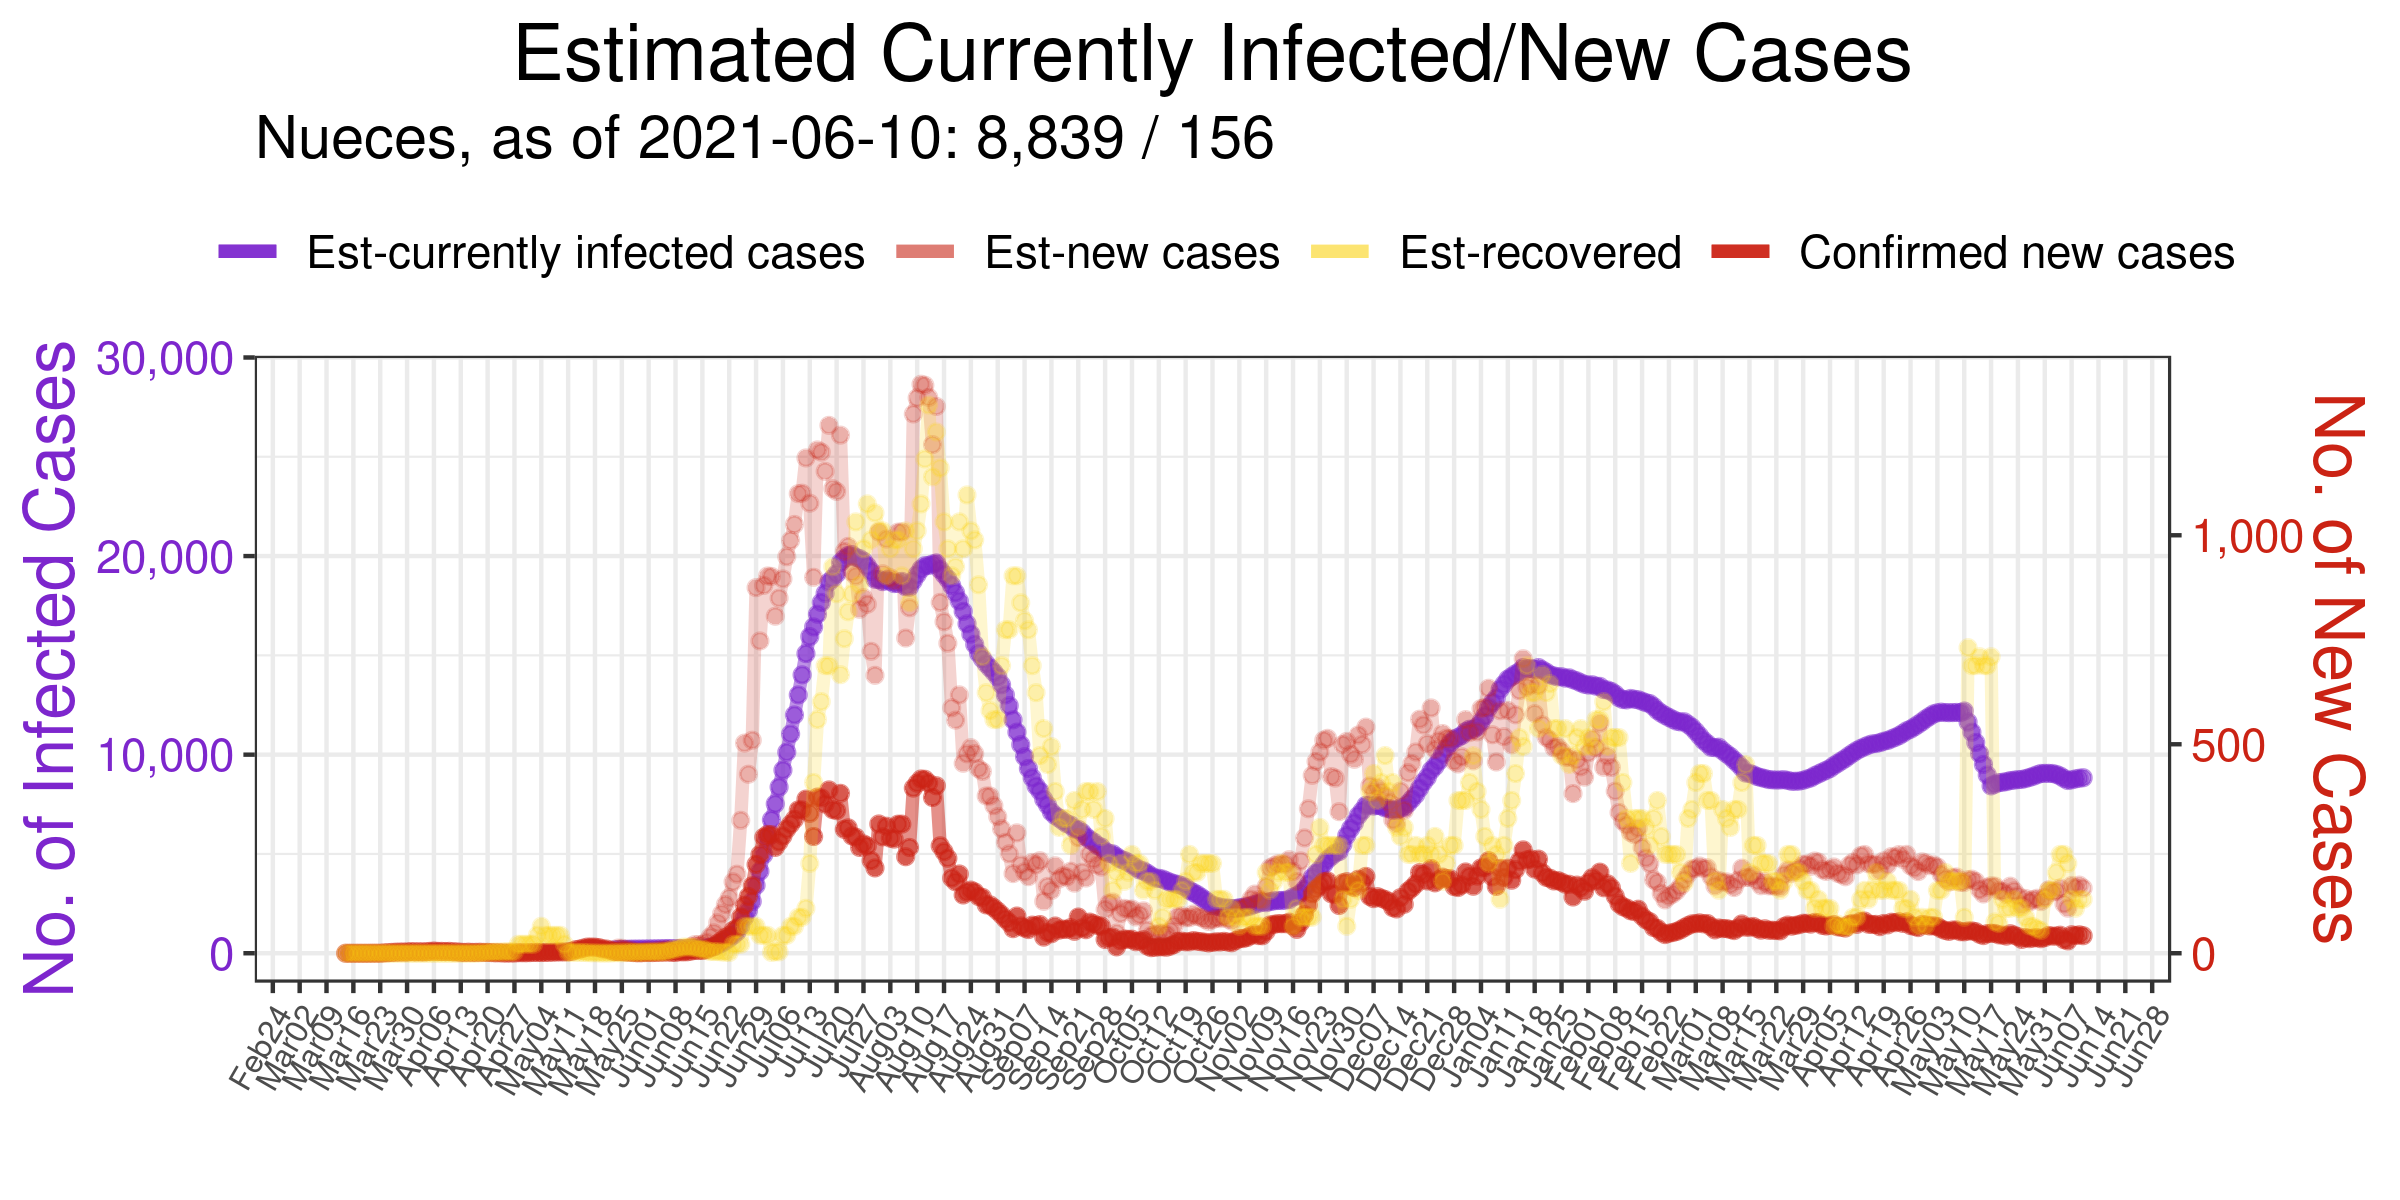 Estimated Currently Infected/New Cases
Nueces, as of 2021-06-10: 8,839 / 156
Est-currently infected cases Est-new cases Est-recovered Confirmed new cases
No. of Infected Cases
30,000
20,000
10,000
0
1,000
500
0
No. of New Cases
Feb24 Mar02 Mar09 Mar16 Mar23 Mar30 Apr06 Apr13 Apr20 Apr27 May04 May11 May18 May25 Jun01 Jun08 Jun15 Jun22 Jun29 Jul06 Jul13 Jul20 Jul27 Aug03 Aug10 Aug17 Aug24 Aug31 Sep07 Sep14 Sep21 Sep28 Oct05 Oct12 Oct19 Oct26 Nov02 Nov09 Nov16 Nov23 Nov30 Dec07 Dec14 Dec21 Dec28 Jan04 Jan11 Jan18 Jan25 Feb01 Feb08 Feb15 Feb22 Mar01 Mar08 Mar15 Mar22 Mar29 Apr05 Apr12 Apr19 Apr26 May03 May10 May17 May24 May31 Jun07 Jun14 Jun21 Jun28